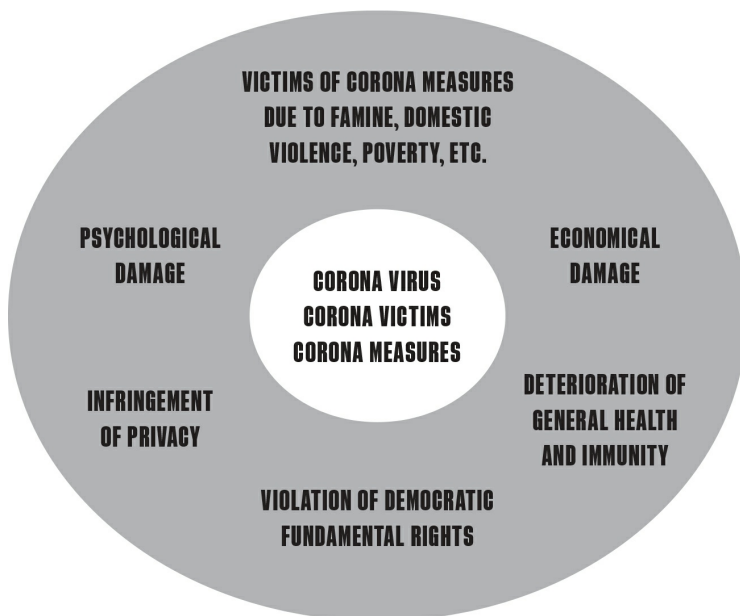 VICTIMS OF CORONA MEASURES
DUE TO FAMINE, DOMESTIC
VIOLENCE, POVERTY, ETC.
PSYCHOLOGICAL
DAMAGE
ECONOMICAL
DAMAGE
CORONA VIRUS
CORONA VICTIMS
CORONA MEASURES
INFRINGEMENT
OF PRIVACY
DETERIORATION OF
GENERAL HEALTH
AND IMMUNITY
VIOLATION OF DEMOCRATIC
FUNDAMENTAL RIGHTS